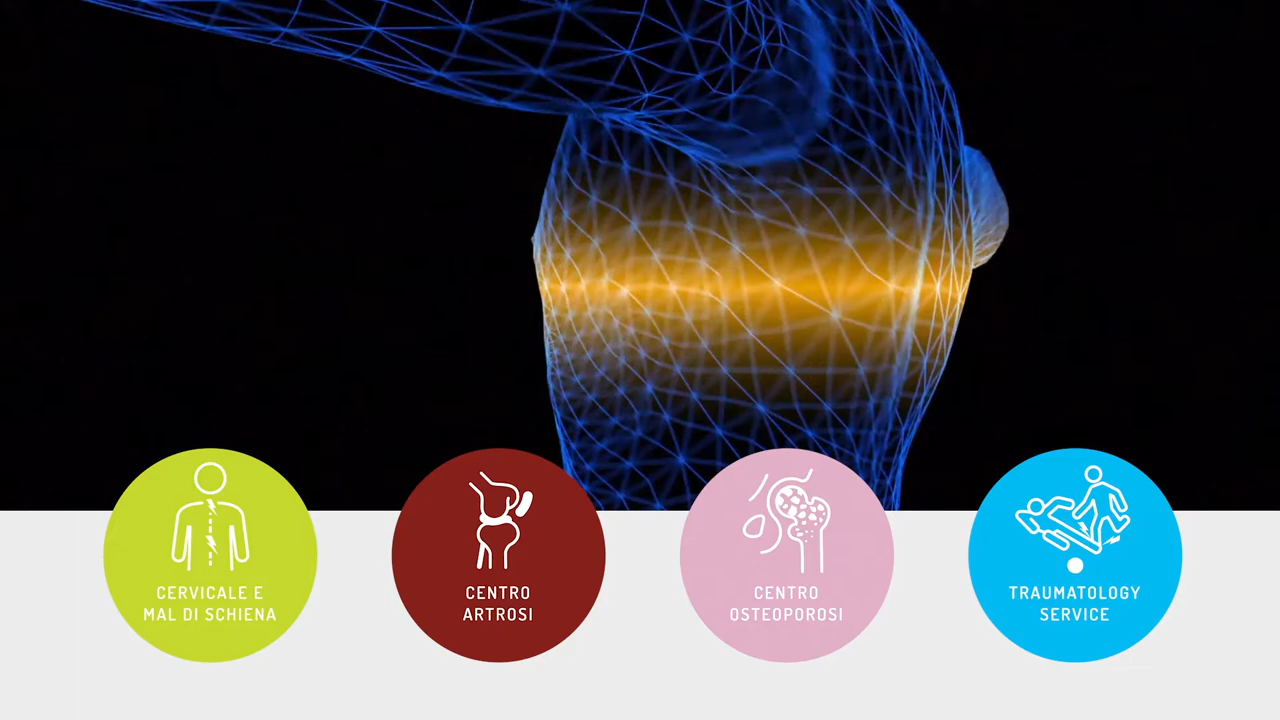 CERVICALE E
MAL DI SCHIENA
CENTRO
ARTROSI
CENTRO
OSTEOPOROSI
TRAUMATOLOGY
SERVICE